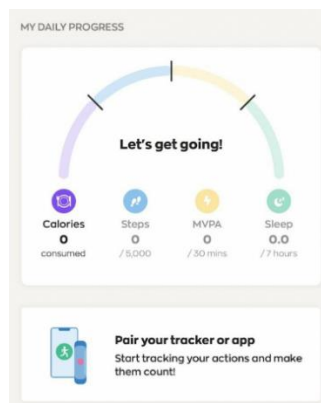 MY DAILY PROGRESS
Let's get going!
Calories
0
consumed
Steps
0
/ 5,000
MVPA
0
/ 30 mins
Sleep
0.0
/ 7 hours
Pair your tracker or app
Start tracking your actions and make
them count!